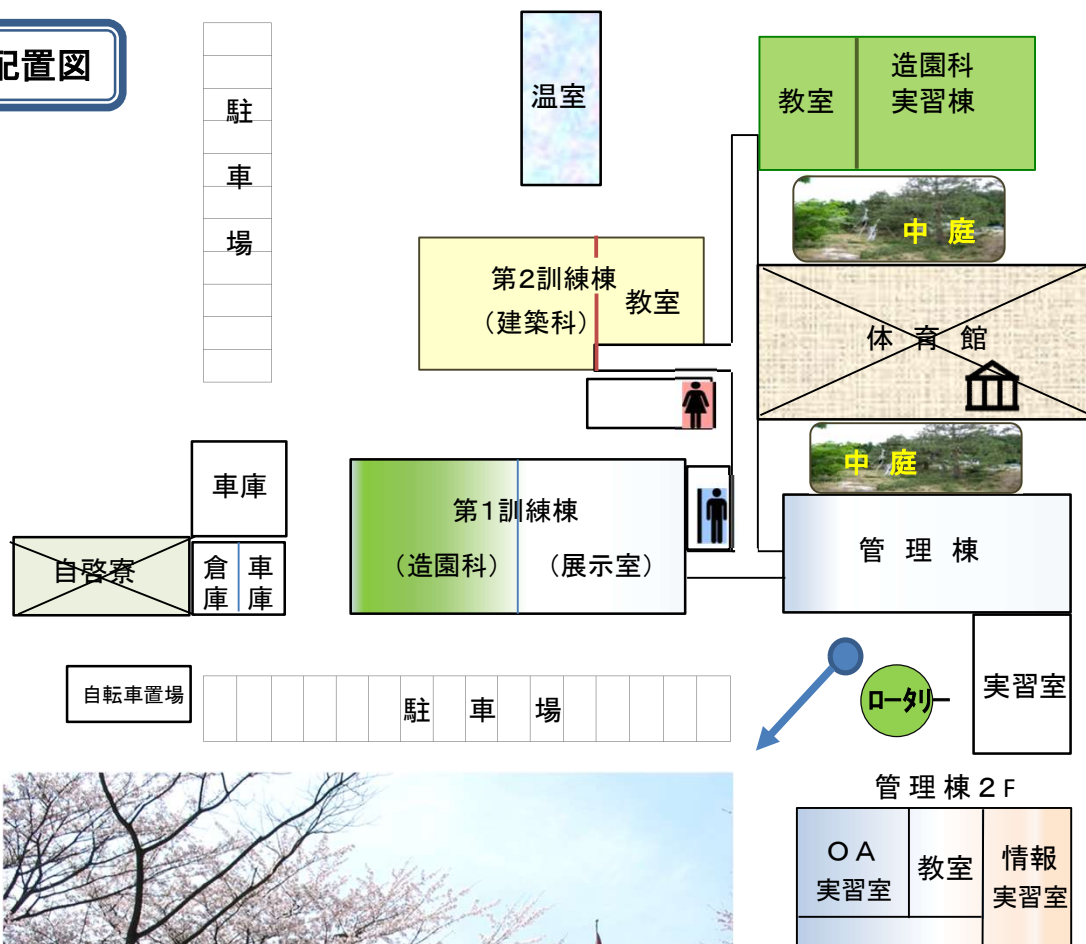 配置図
駐
車
場
温室
教室
造園科
実習棟
中 庭
第2訓練棟
(建築科)
教室
体 育 館
中 庭
車庫
第1訓練棟
(造園科)
(展示室)
管 理 棟
自啓寮
倉庫
車庫
自転車置場
駐 車 場
ロータリー
実習室
管 理 棟 2 F
O A
実習室
教室
情報
実習室